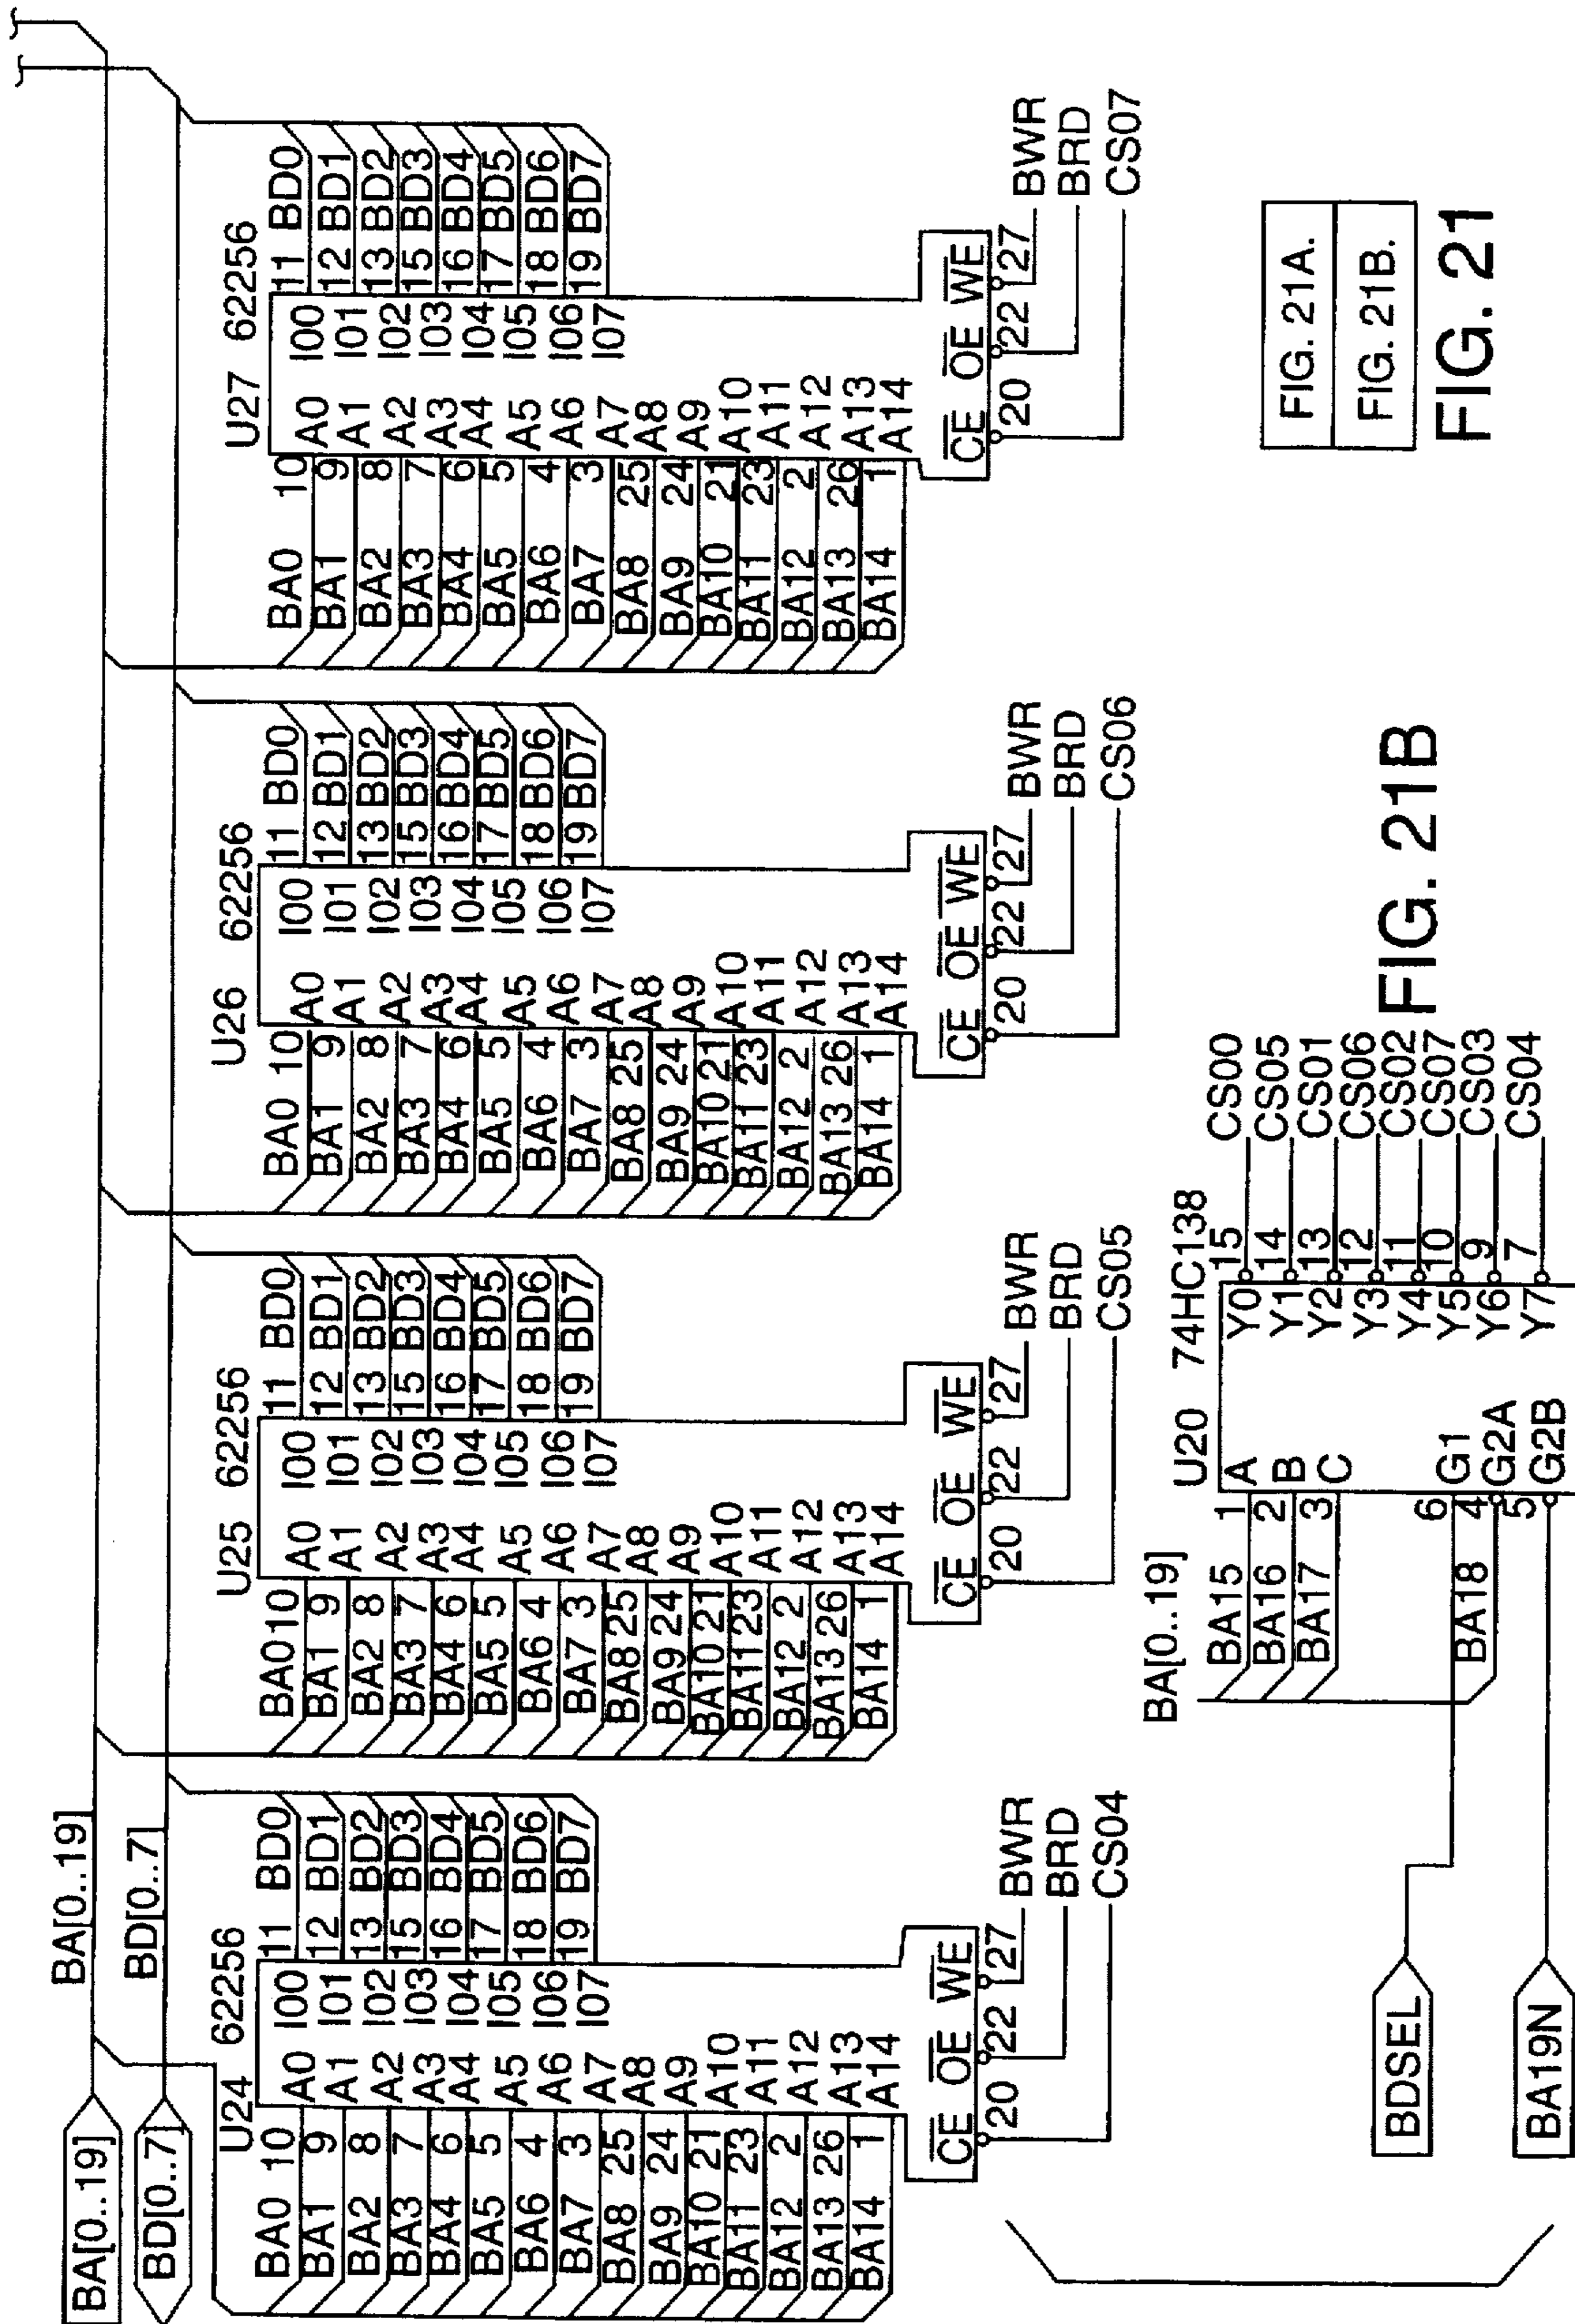 BA[0..19]
BD[0..7]
BA[0..19]
BD[0..7]
U24 62256
BA0 10 A0 I00 11 BD0
BA1 9 A1 I01 12 BD1
BA2 8 A2 I02 13 BD2
BA3 7 A3 I03 15 BD3
BA4 6 A4 I04 16 BD4
BA5 5 A5 I05 17 BD5
BA6 4 A6 I06 18 BD6
BA7 3 A7 I07 19 BD7
BA8 25 A8
BA9 24 A9
BA10 21 A10
BA11 23 A11
BA12 2 A12
BA13 26 A13
BA14 1 A14
CE OE WE
20 22 27
BWR
BRD
CS04
U25 62256
BA0 10 A0 I00 11 BD0
BA1 9 A1 I01 12 BD1
BA2 8 A2 I02 13 BD2
BA3 7 A3 I03 15 BD3
BA4 6 A4 I04 16 BD4
BA5 5 A5 I05 17 BD5
BA6 4 A6 I06 18 BD6
BA7 3 A7 I07 19 BD7
BA8 25 A8
BA9 24 A9
BA10 21 A10
BA11 23 A11
BA12 2 A12
BA13 26 A13
BA14 1 A14
CE OE WE
20 22 27
BWR
BRD
CS05
U26 62256
BA0 10 A0 I00 11 BD0
BA1 9 A1 I01 12 BD1
BA2 8 A2 I02 13 BD2
BA3 7 A3 I03 15 BD3
BA4 6 A4 I04 16 BD4
BA5 5 A5 I05 17 BD5
BA6 4 A6 I06 18 BD6
BA7 3 A7 I07 19 BD7
BA8 25 A8
BA9 24 A9
BA10 21 A10
BA11 23 A11
BA12 2 A12
BA13 26 A13
BA14 1 A14
CE OE WE
20 22 27
BWR
BRD
CS06
U27 62256
BA0 10 A0 I00 11 BD0
BA1 9 A1 I01 12 BD1
BA2 8 A2 I02 13 BD2
BA3 7 A3 I03 15 BD3
BA4 6 A4 I04 16 BD4
BA5 5 A5 I05 17 BD5
BA6 4 A6 I06 18 BD6
BA7 3 A7 I07 19 BD7
BA8 25 A8
BA9 24 A9
BA10 21 A10
BA11 23 A11
BA12 2 A12
BA13 26 A13
BA14 1 A14
CE OE WE
20 22 27
BWR
BRD
CS07
BA[0..19]
U20 74HC138
BA15 1 A Y0 15 CS00
BA16 2 B Y1 14 CS05
BA17 3 C Y2 13 CS01
Y3 12 CS06
Y4 11 CS02
6 G1 Y5 10 CS07
BA18 4 G2A Y6 9 CS03
5 G2B Y7 7 CS04
BDSEL
BA19N
FIG. 21B
FIG. 21A.
FIG. 21B.
FIG. 21